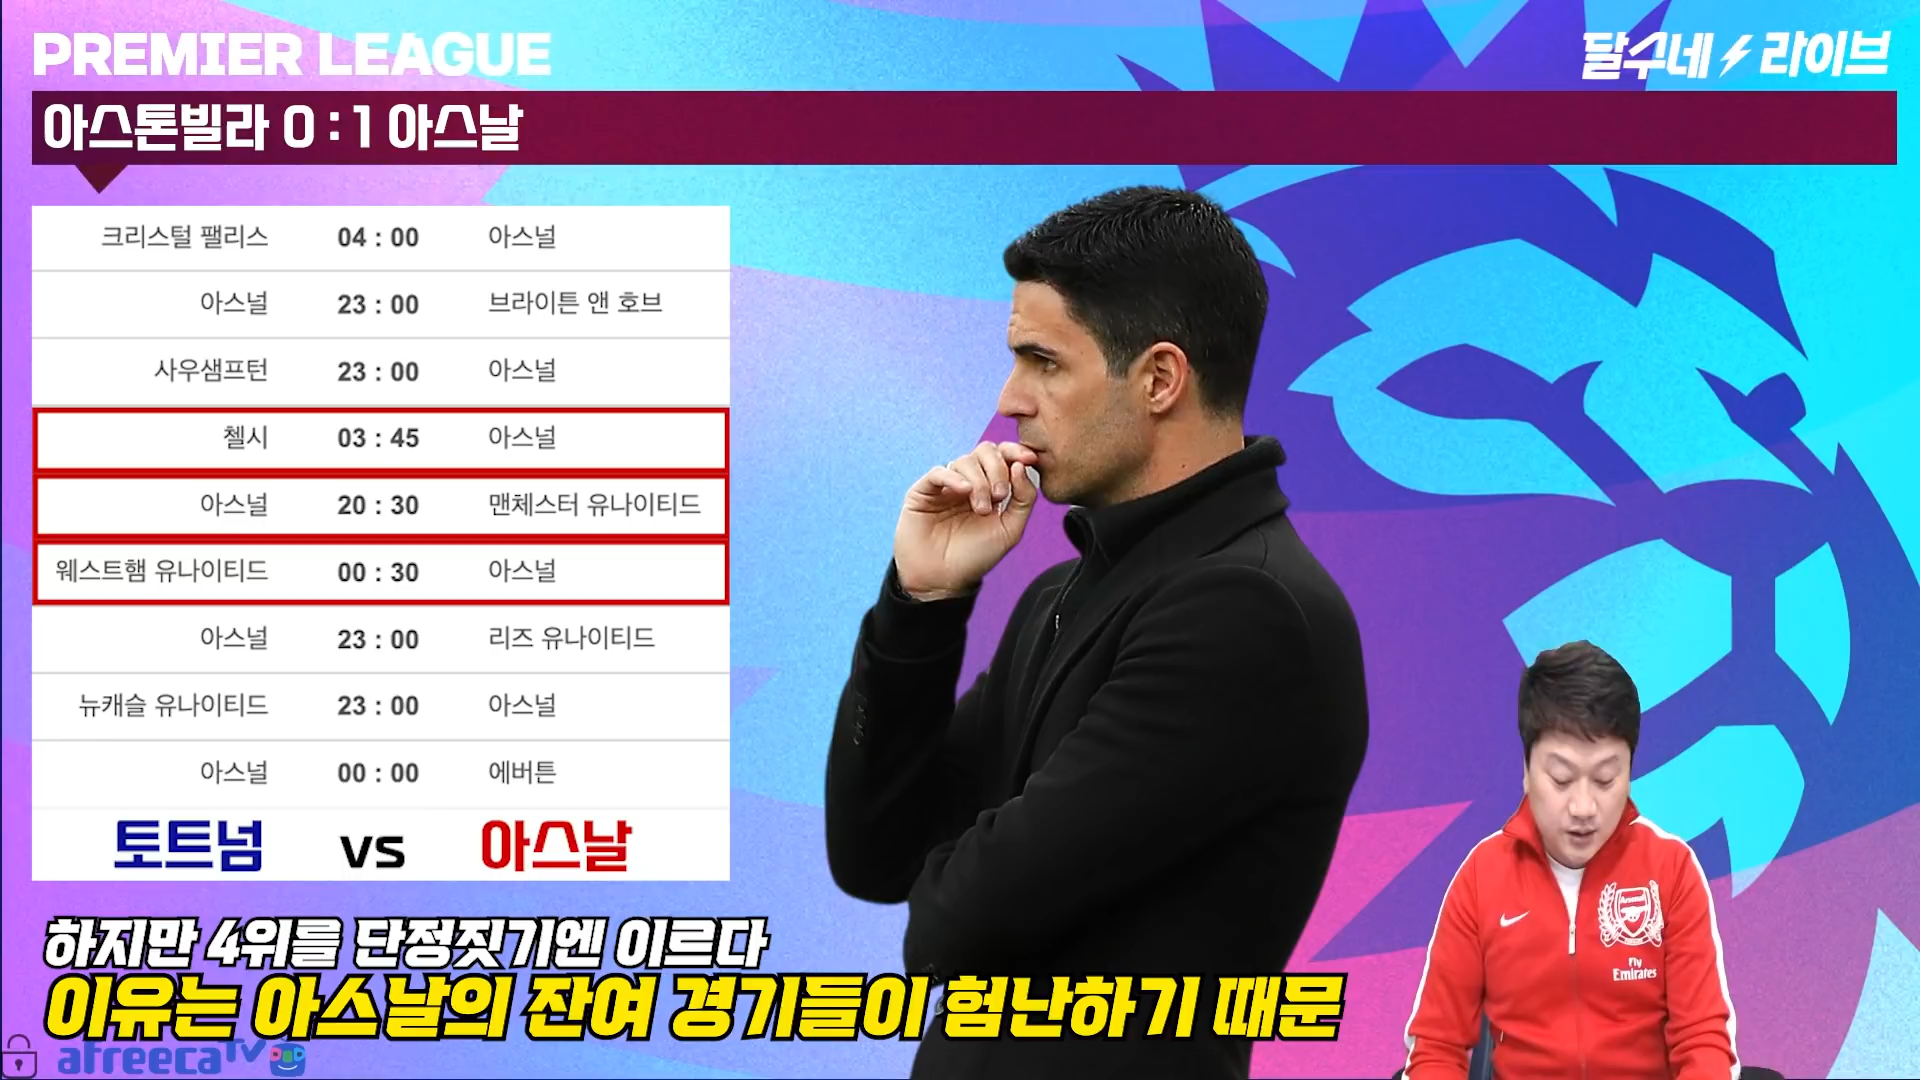 PREMIER LEAGUE
달수네 라이브
아스톤빌라 0 : 1 아스날
크리스털 팰리스 04 : 00 아스널
아스널 23 : 00 브라이튼 앤 호브
사우샘프턴 23 : 00 아스널
첼시 03 : 45 아스널
아스널 20 : 30 맨체스터 유나이티드
웨스트햄 유나이티드 00 : 30 아스널
아스널 23 : 00 리즈 유나이티드
뉴캐슬 유나이티드 23 : 00 아스널
아스널 00 : 00 에버튼
토트넘 vs 아스날
Arsenal
Fly
Emirates
하지만 4위를 단정짓기엔 이르다
이유는 아스날의 잔여 경기들이 험난하기 때문
afreecaTV